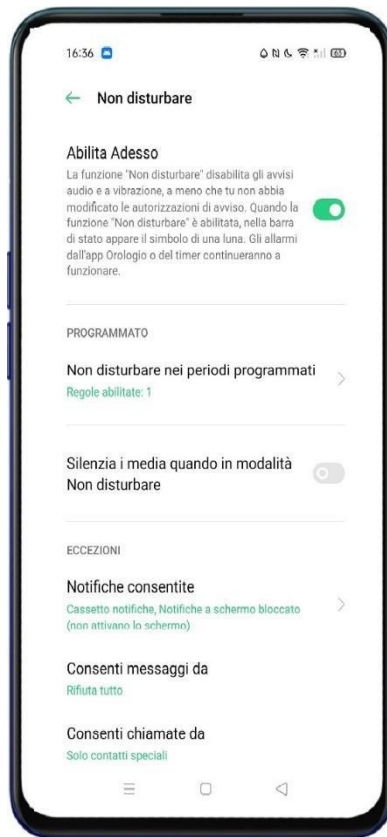 16:36
63
Non disturbare
Abilita Adesso
La funzione "Non disturbare" disabilita gli avvisi
audio e a vibrazione, a meno che tu non abbia
modificato le autorizzazioni di avviso. Quando la
funzione "Non disturbare" è abilitata, nella barra
di stato appare il simbolo di una luna. Gli allarmi
dall'app Orologio o del timer continueranno a
funzionare.
PROGRAMMATO
Non disturbare nei periodi programmati
Regole abilitate: 1
Silenzia i media quando in modalità
Non disturbare
ECCEZIONI
Notifiche consentite
Cassetto notifiche, Notifiche a schermo bloccato
(non attivano lo schermo)
Consenti messaggi da
Rifiuta tutto
Consenti chiamate da
Solo contatti speciali